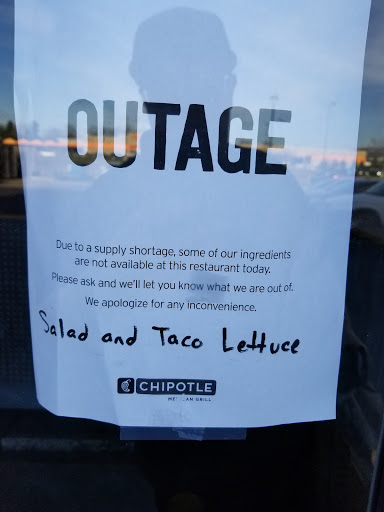 OUTAGE
Due to a supply shortage, some of our ingredients
are not available at this restaurant today.
Please ask and we'll let you know what we are out of.
We apologize for any inconvenience.
Salad and Taco Lettuce
CHIPOTLE
MEXICAN GRILL